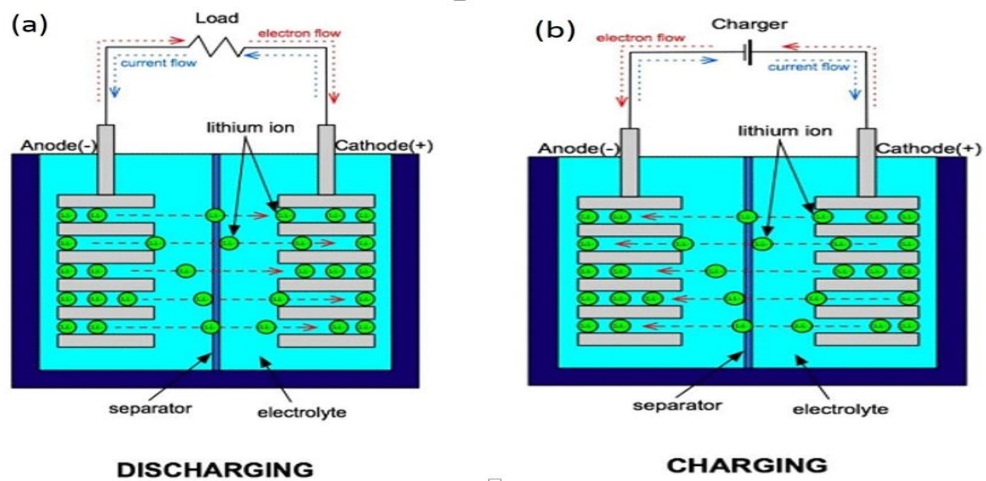 (a)
Load
electron flow
current flow
lithium ion
Anode(-)
Cathode(+)
separator
electrolyte
DISCHARGING
(b)
Charger
electron flow
current flow
lithium ion
Anode(-)
Cathode(+)
separator
electrolyte
CHARGING